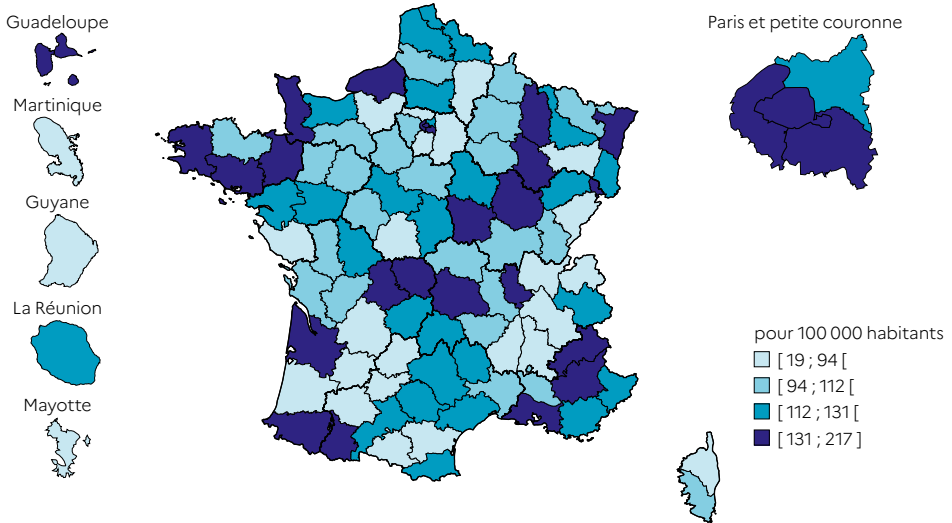 Guadeloupe
Martinique
Guyane
La Réunion
Mayotte
Paris et petite couronne
pour 100 000 habitants
[ 19 ; 94 [
[ 94 ; 112 [
[ 112 ; 131 [
[ 131 ; 217 ]